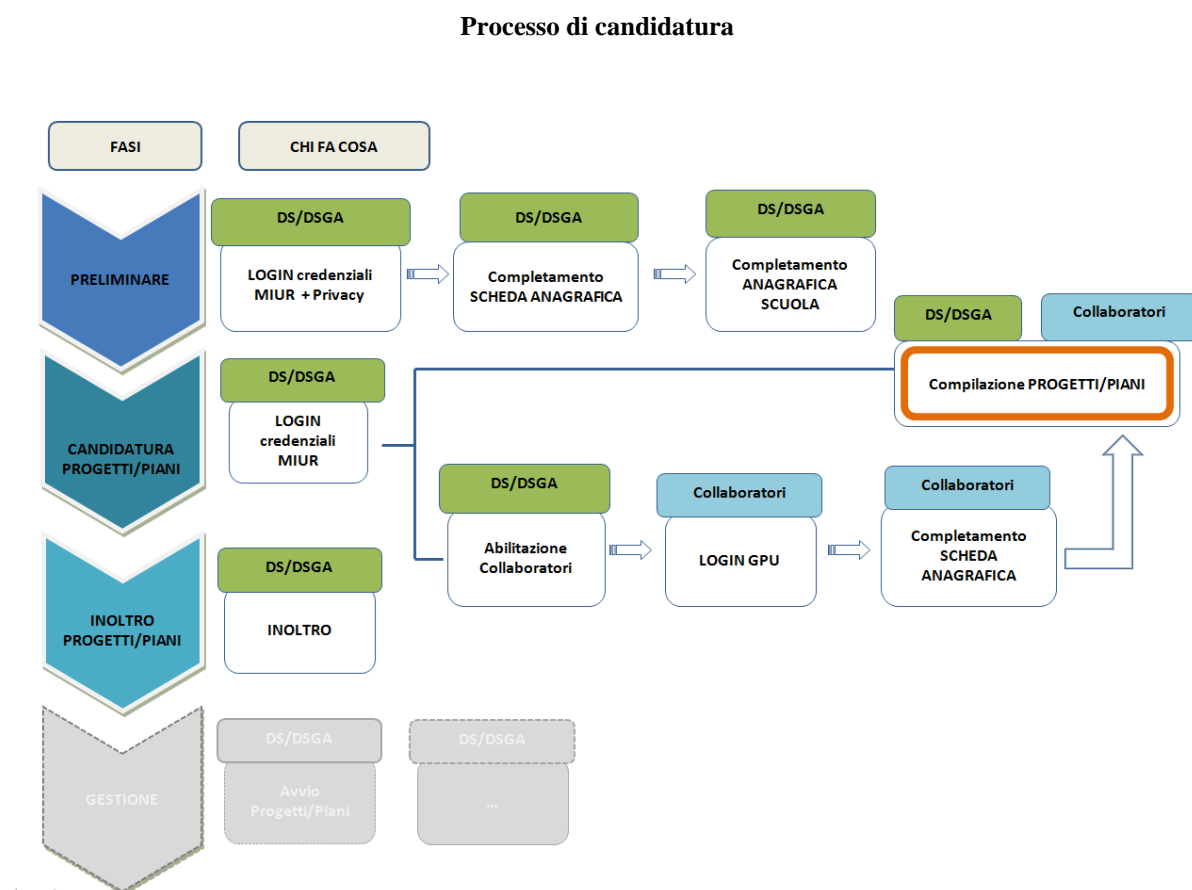 Processo di candidatura
FASI
CHI FA COSA
PRELIMINARE
DS/DSGA
LOGIN credenziali
MIUR + Privacy
DS/DSGA
Completamento
SCHEDA ANAGRAFICA
DS/DSGA
Completamento
ANAGRAFICA
SCUOLA
CANDIDATURA
PROGETTI/PIANI
DS/DSGA
LOGIN
credenziali
MIUR
DS/DSGA
Collaboratori
Compilazione PROGETTI/PIANI
DS/DSGA
Abilitazione
Collaboratori
Collaboratori
LOGIN GPU
Collaboratori
Completamento
SCHEDA
ANAGRAFICA
INOLTRO
PROGETTI/PIANI
DS/DSGA
INOLTRO
GESTIONE
DS/DSGA
Avvio
Progetti/Piani
DS/DSGA
...